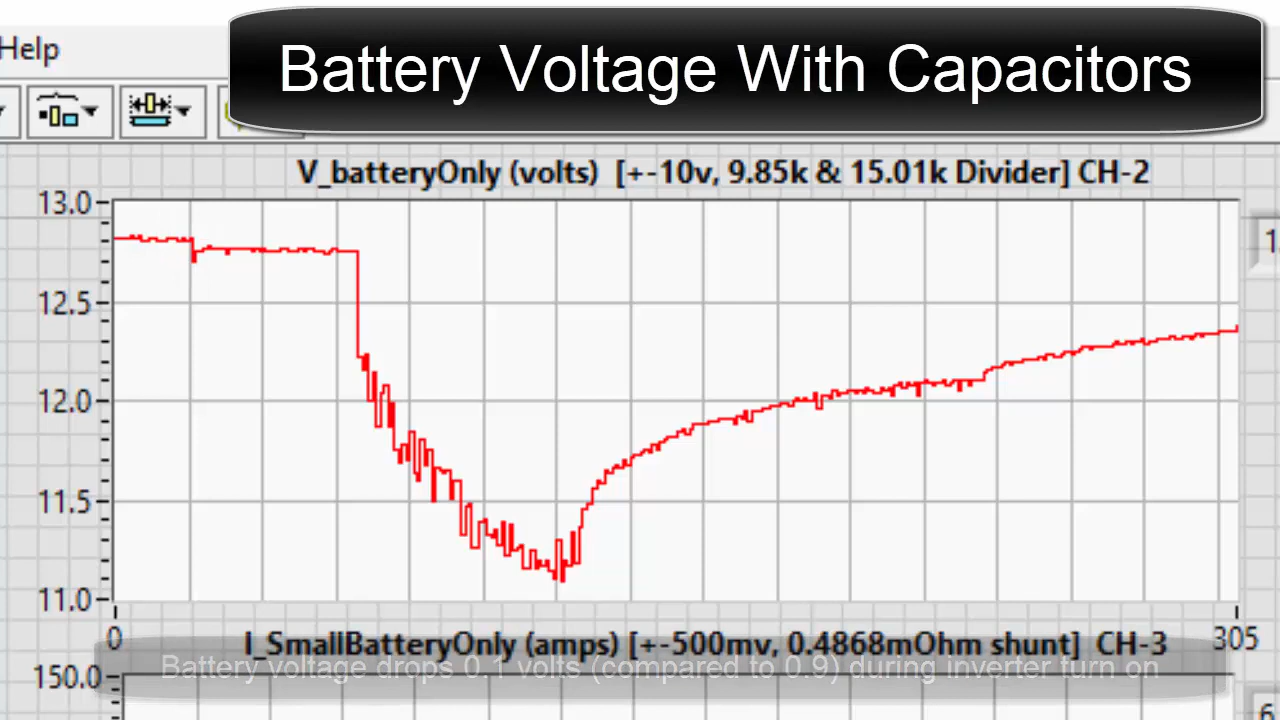 Help
Battery Voltage With Capacitors
V_batteryOnly (volts) [+-10v, 9.85k & 15.01k Divider] CH-2
13.0
12.5
12.0
11.5
11.0
0
305
I_SmallBatteryOnly (amps) [+-500mv, 0.4868mOhm shunt] CH-3
Battery voltage drops 0.1 volts (compared to 0.9) during inverter turn on
150.0